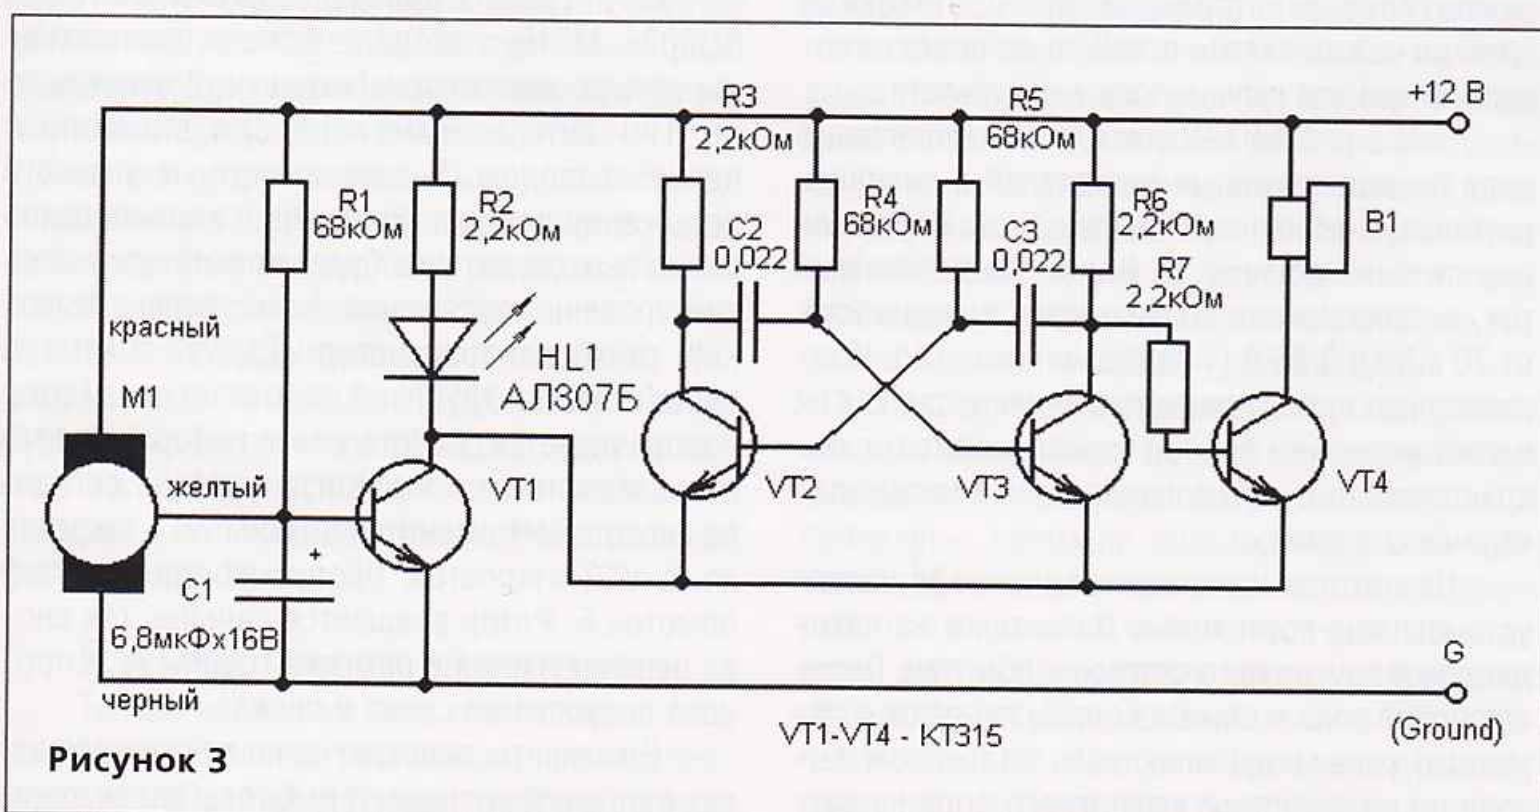 +12 В
R3
2,2кОм
R5
68кОм
R1
68кОм
R2
2,2кОм
R4
68кОм
R6
2,2кОм
B1
C2
0,022
C3
0,022
R7
2,2кОм
красный
M1
HL1
АЛ307Б
желтый
VT1
VT2
VT3
VT4
+
C1
6,8мкФх16В
черный
G
(Ground)
VT1-VT4 - КТ315
Рисунок 3